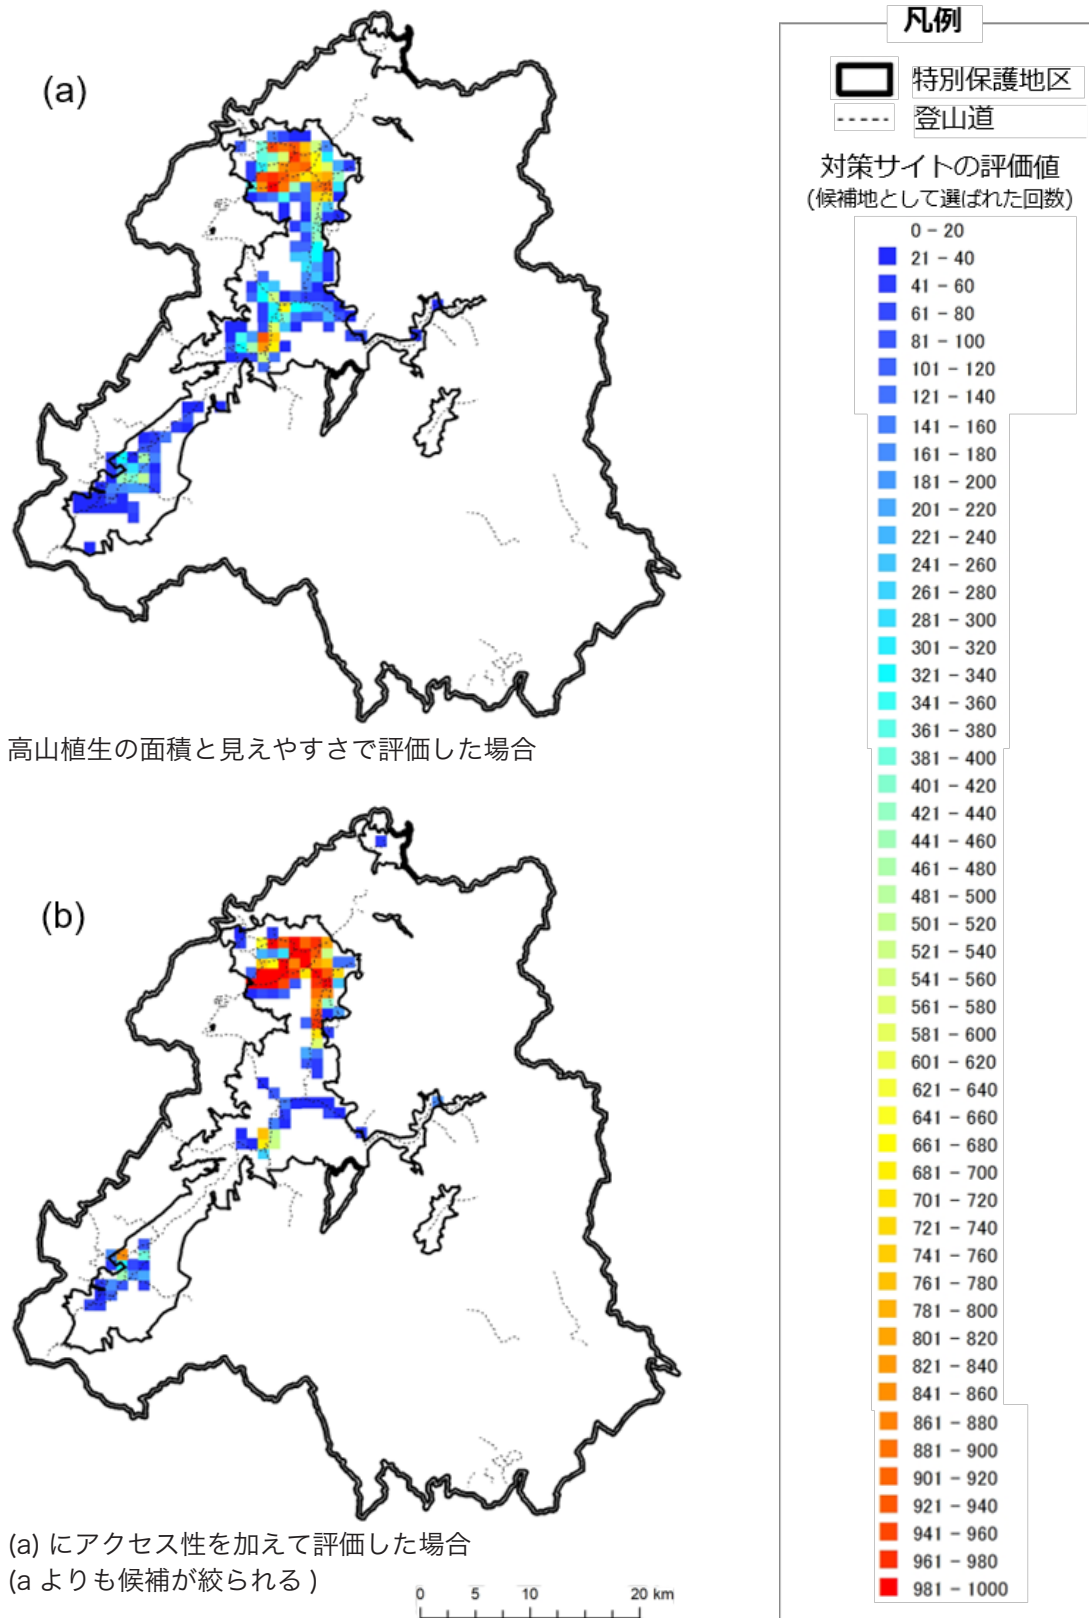 (a)
高山植生の面積と見えやすさで評価した場合
(b)
(a) にアクセス性を加えて評価した場合
(a よりも候補が絞られる )
0 5 10 20 km
凡例
特別保護地区
登山道
対策サイトの評価値
(候補地として選ばれた回数)
0 - 20
21 - 40
41 - 60
61 - 80
81 - 100
101 - 120
121 - 140
141 - 160
161 - 180
181 - 200
201 - 220
221 - 240
241 - 260
261 - 280
281 - 300
301 - 320
321 - 340
341 - 360
361 - 380
381 - 400
401 - 420
421 - 440
441 - 460
461 - 480
481 - 500
501 - 520
521 - 540
541 - 560
561 - 580
581 - 600
601 - 620
621 - 640
641 - 660
661 - 680
681 - 700
701 - 720
721 - 740
741 - 760
761 - 780
781 - 800
801 - 820
821 - 840
841 - 860
861 - 880
881 - 900
901 - 920
921 - 940
941 - 960
961 - 980
981 - 1000